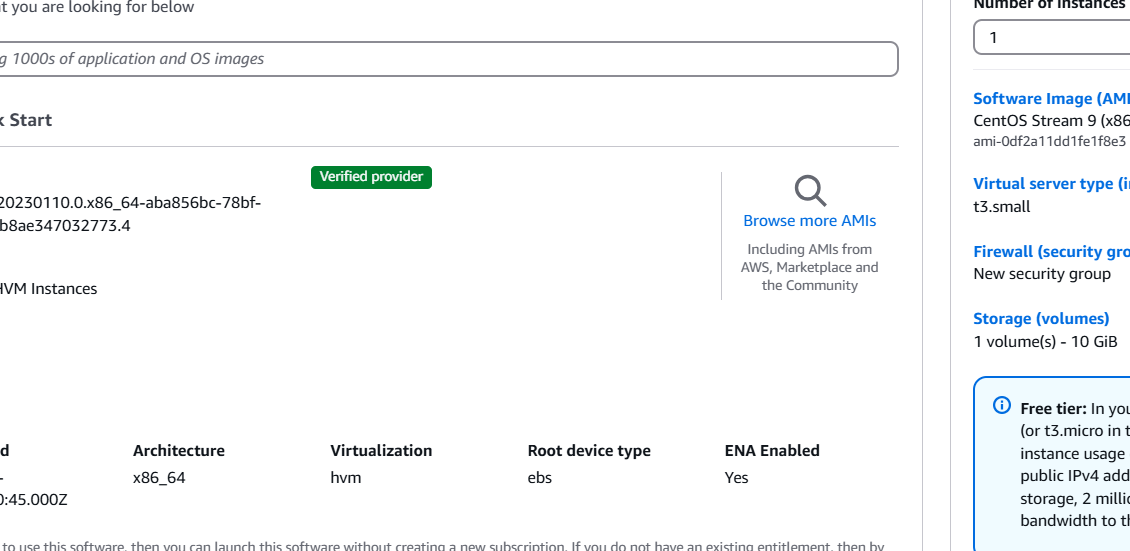 t you are looking for below
g 1000s of application and OS images
k Start
Verified provider
20230110.0.x86_64-aba856bc-78bf-
b8ae347032773.4
HVM Instances
Browse more AMIs
Including AMIs from
AWS, Marketplace and
the Community
d
Architecture
Virtualization
Root device type
ENA Enabled
-
x86_64
hvm
ebs
Yes
0:45.000Z
to use this software, then you can launch this software without creating a new subscription. If you do not have an existing entitlement, then by
Number of instances
1
Software Image (AMI
CentOS Stream 9 (x86
ami-0df2a11dd1fe1f8e3
Virtual server type (i
t3.small
Firewall (security gro
New security group
Storage (volumes)
1 volume(s) - 10 GiB
Free tier: In you
(or t3.micro in t
instance usage
public IPv4 add
storage, 2 millio
bandwidth to th